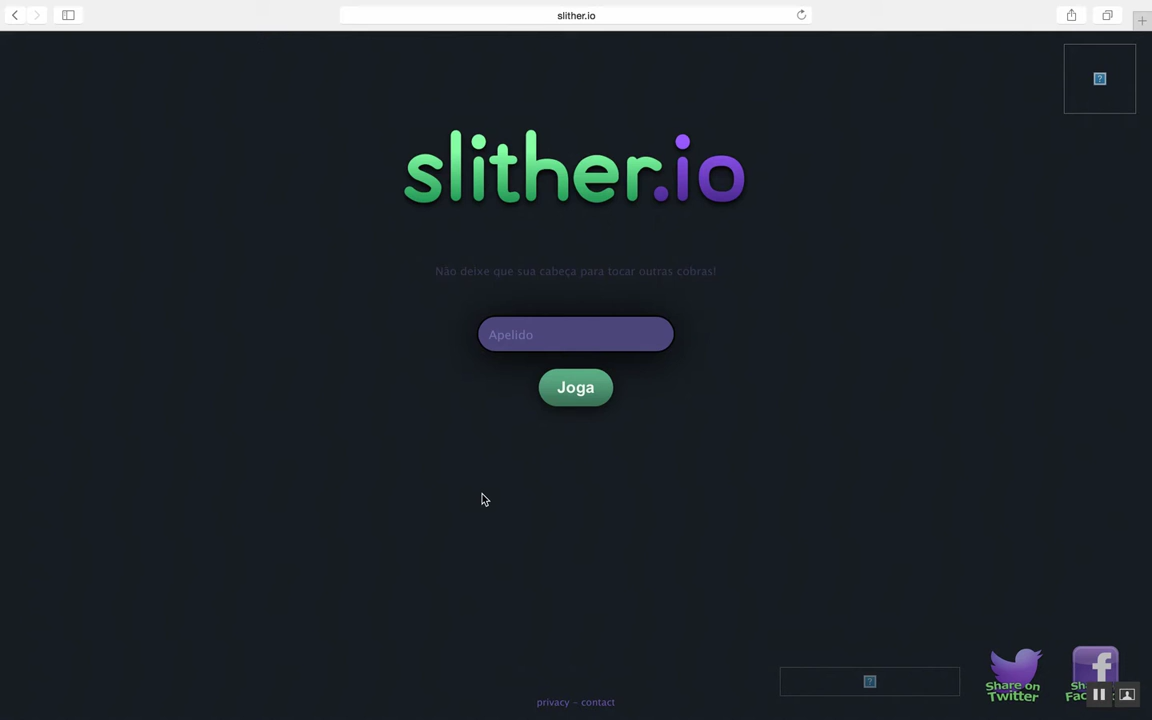 slither.io
slither.io
Não deixe que sua cabeça para tocar outras cobras!
Apelido
Joga
privacy - contact
Share on
Twitter